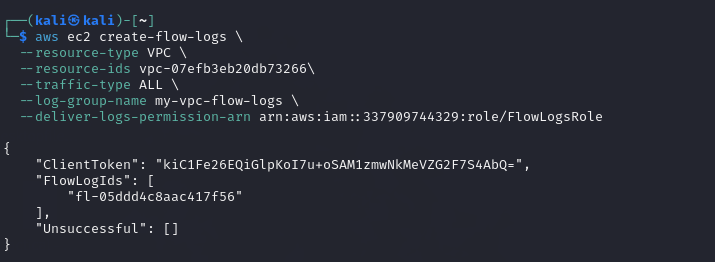 ┌──(kali㉿kali)-[~]
└─$ aws ec2 create-flow-logs \
--resource-type VPC \
--resource-ids vpc-07efb3eb20db73266\
--traffic-type ALL \
--log-group-name my-vpc-flow-logs \
--deliver-logs-permission-arn arn:aws:iam::337909744329:role/FlowLogsRole
{
"ClientToken": "kiC1Fe26EQiGlpKoI7u+oSAM1zmwNkMeVZG2F7S4AbQ=",
"FlowLogIds": [
"fl-05ddd4c8aac417f56"
],
"Unsuccessful": []
}